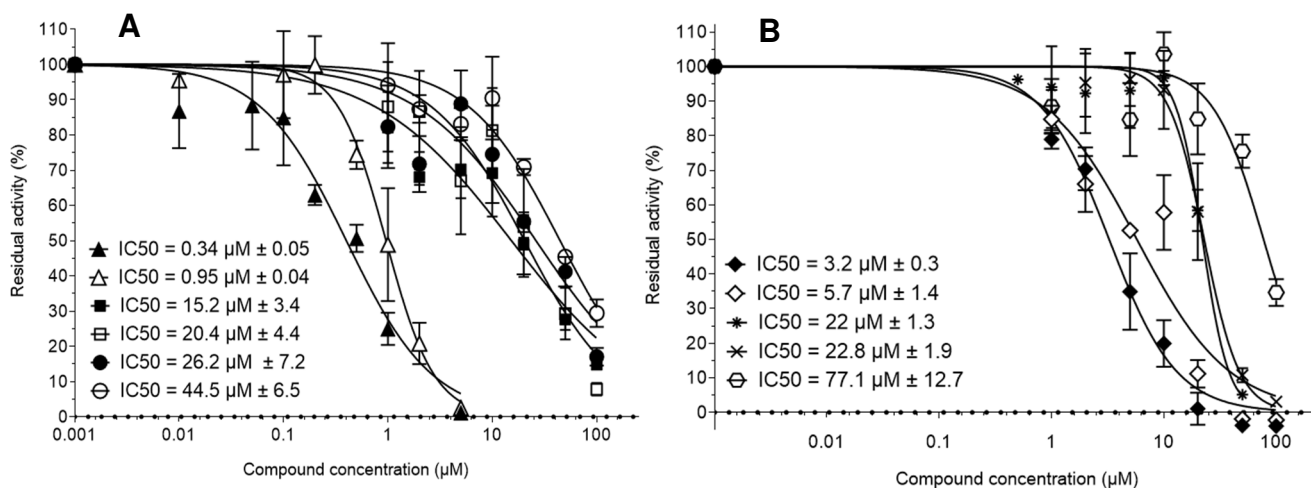 A
110
100
90
80
70
60
50
40
30
20
10
0
Residual activity (%)
IC50 = 0.34 µM ± 0.05
IC50 = 0.95 µM ± 0.04
IC50 = 15.2 µM ± 3.4
IC50 = 20.4 µM ± 4.4
IC50 = 26.2 µM ± 7.2
IC50 = 44.5 µM ± 6.5
0.001 0.01 0.1 1 10 100
Compound concentration (µM)
B
110
100
90
80
70
60
50
40
30
20
10
0
Residual activity (%)
IC50 = 3.2 µM ± 0.3
IC50 = 5.7 µM ± 1.4
IC50 = 22 µM ± 1.3
IC50 = 22.8 µM ± 1.9
IC50 = 77.1 µM ± 12.7
0.01 0.1 1 10 100
Compound concentration (µM)